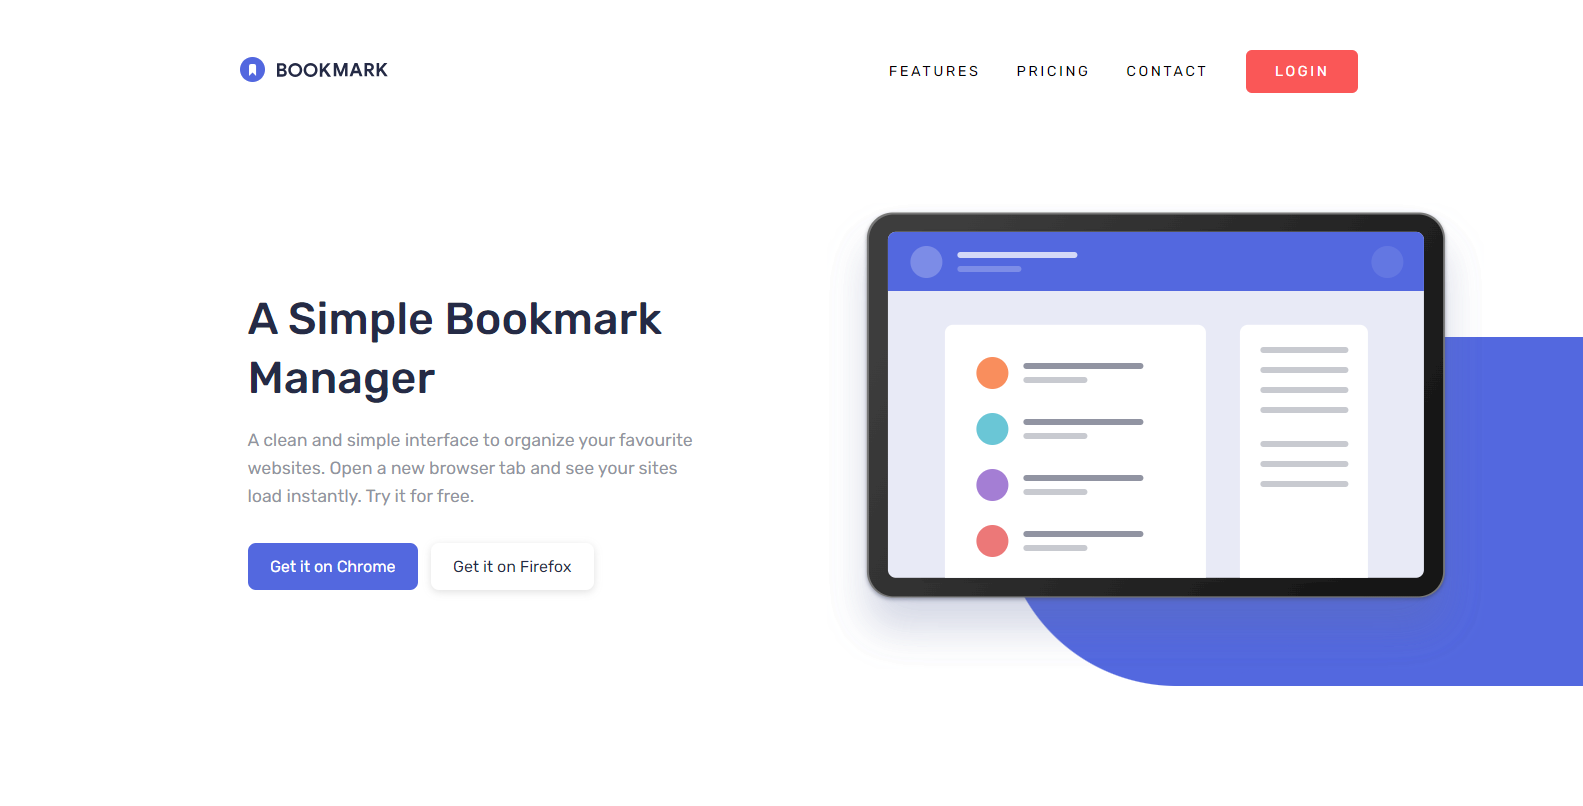 BOOKMARK
FEATURES PRICING CONTACT LOGIN
A Simple Bookmark
Manager
A clean and simple interface to organize your favourite
websites. Open a new browser tab and see your sites
load instantly. Try it for free.
Get it on Chrome Get it on Firefox